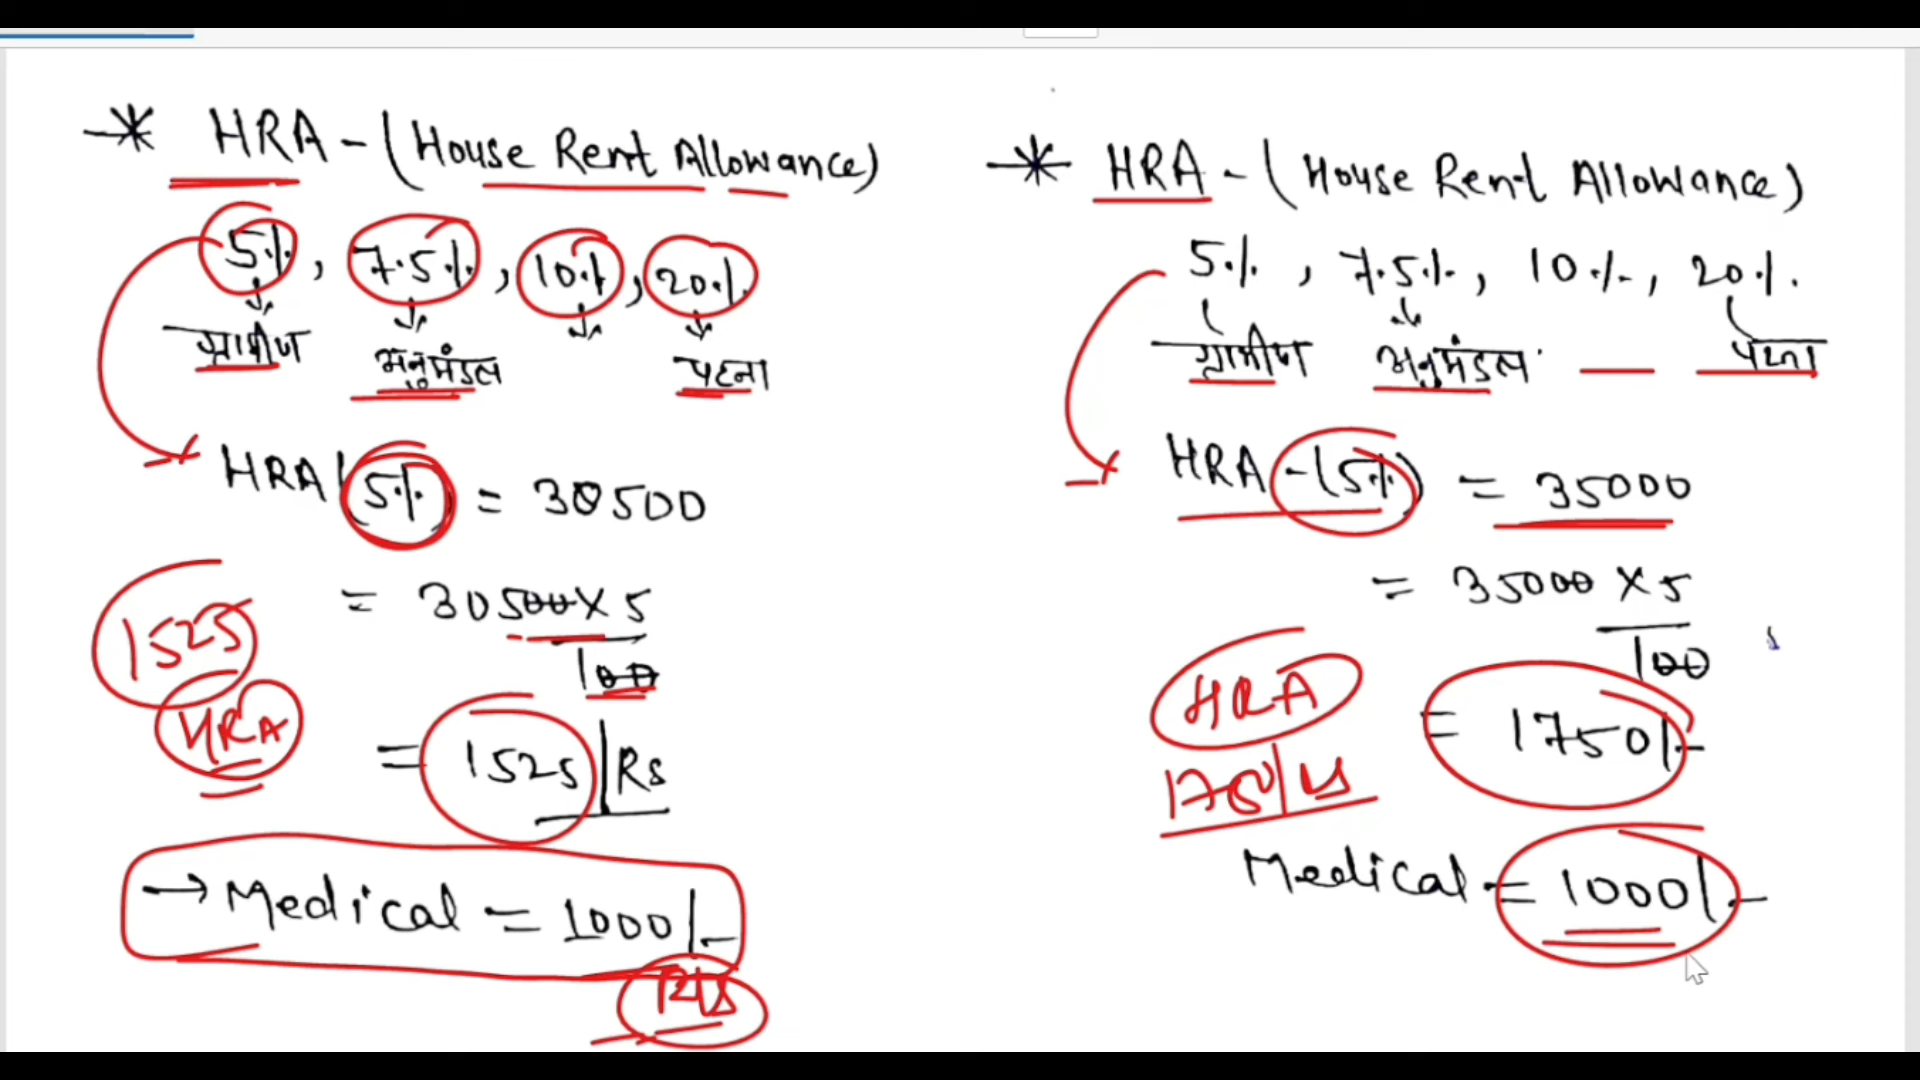 * HRA - (House Rent Allowance)
5%, 7.5%, 10%, 20%
ग्रामीण अनुमंडल पटना
HRA (5%) = 30500
= 30500 X 5
100
1525
HRA
= 1525 | Rs
→ Medical = 1000/-
* HRA - (House Rent Allowance)
5%, 7.5%, 10%, 20%.
ग्रामीण अनुमंडल पटना
HRA - (5%) = 35000
= 35000 X 5
100
HRA
= 1750/-
Medical = 1000/-